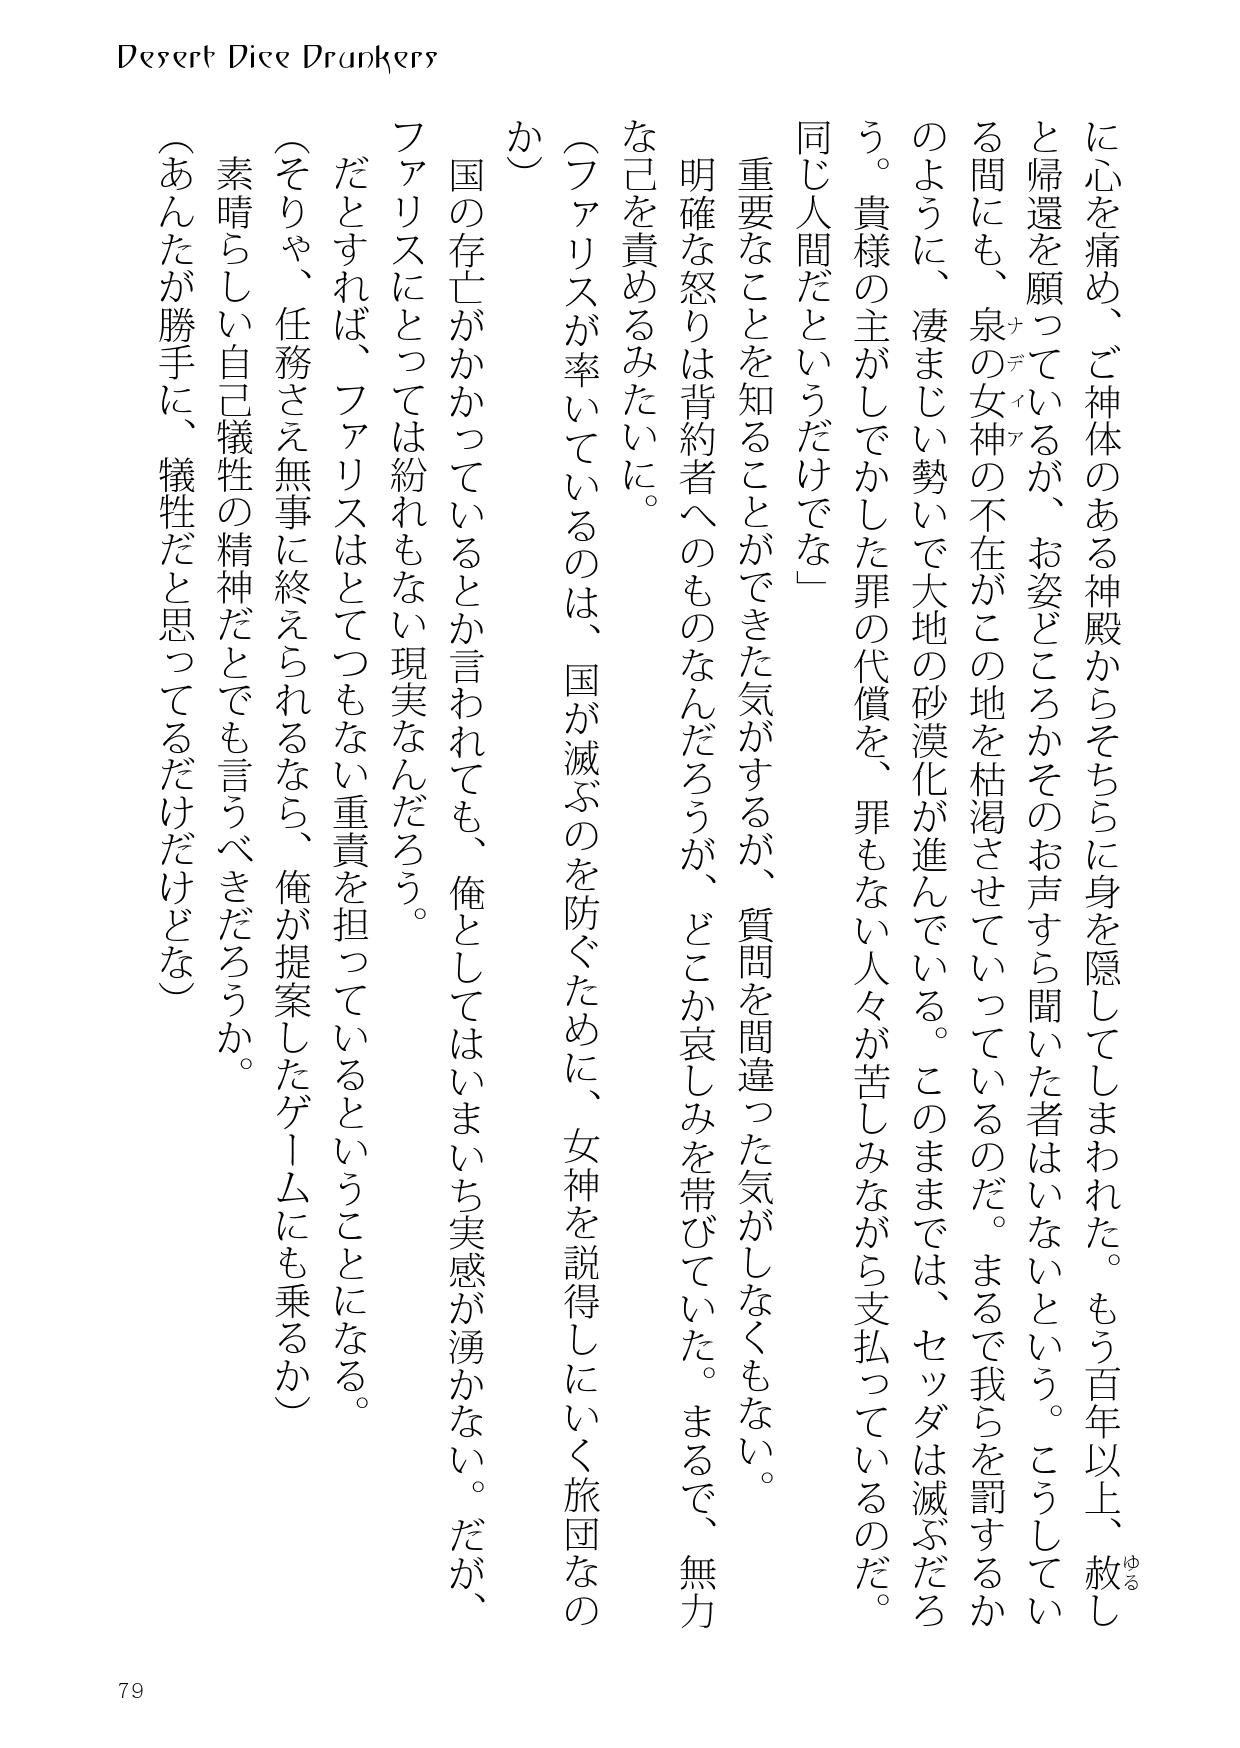 Desert Dice Drunkers
に心を痛め、ご神体のある神殿からそちらに身を隠してしまわれた。もう百年以上、赦し
ゆる
と帰還を願っているが、お姿どころかそのお声すら聞いた者はいないという。こうしてい
る間にも、泉の女神の不在がこの地を枯渇させていっているのだ。まるで我らを罰するか
ナディア
のように、凄まじい勢いで大地の砂漠化が進んでいる。このままでは、セッダは滅ぶだろ
う。貴様の主がしでかした罪の代償を、罪もない人々が苦しみながら支払っているのだ。
同じ人間だというだけでな」
重要なことを知ることができた気がするが、質問を間違った気がしなくもない。
明確な怒りは背約者へのものなんだろうが、どこか哀しみを帯びていた。まるで、無力
な己を責めるみたいに。
（ファリスが率いているのは、国が滅ぶのを防ぐために、女神を説得しにいく旅団なの
か）
国の存亡がかかっているとか言われても、俺としてはいまいち実感が湧かない。だが、
ファリスにとっては紛れもない現実なんだろう。
だとすれば、ファリスはとてつもない重責を担っているということになる。
（そりゃ、任務さえ無事に終えられるなら、俺が提案したゲームにも乗るか）
素晴らしい自己犠牲の精神だとでも言うべきだろうか。
（あんたが勝手に、犠牲だと思ってるだけだけどな）
79